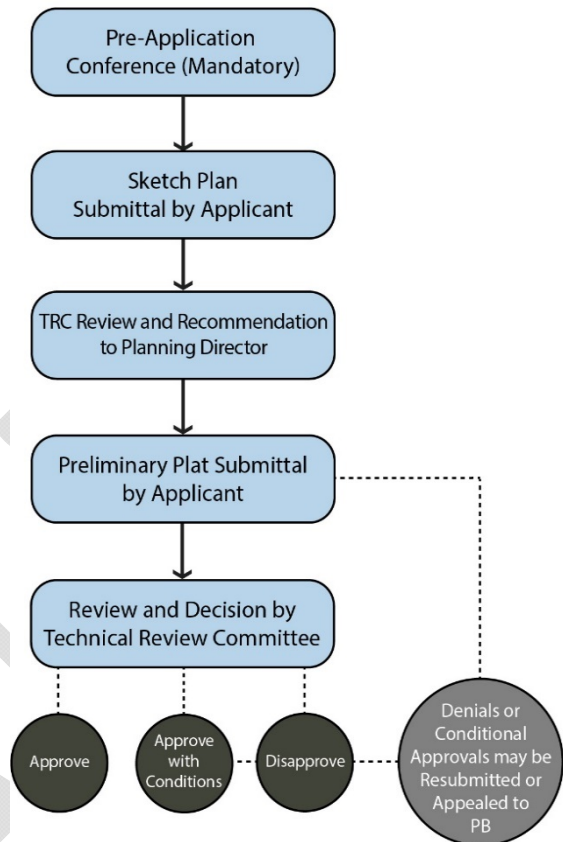 Pre-Application
Conference (Mandatory)
Sketch Plan
Submittal by Applicant
TRC Review and Recommendation
to Planning Director
Preliminary Plat Submittal
by Applicant
Review and Decision by
Technical Review Committee
Approve
Approve
with
Conditions
Disapprove
Denials or
Conditional
Approvals may be
Resubmitted or
Appealed to
PB